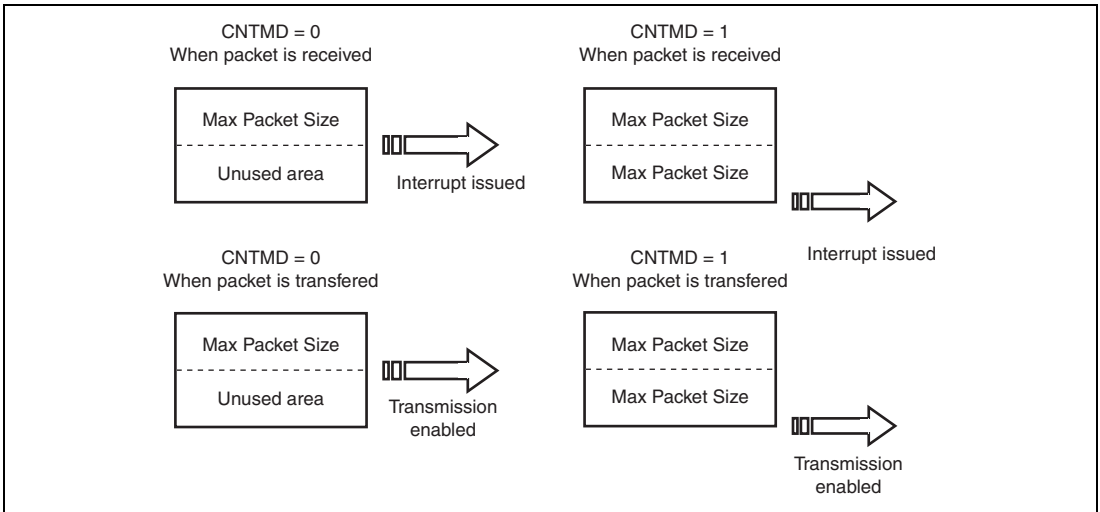 CNTMD = 0
When packet is received
Max Packet Size
Unused area
Interrupt issued
CNTMD = 1
When packet is received
Max Packet Size
Max Packet Size
Interrupt issued
CNTMD = 0
When packet is transfered
Max Packet Size
Unused area
Transmission
enabled
CNTMD = 1
When packet is transfered
Max Packet Size
Max Packet Size
Transmission
enabled